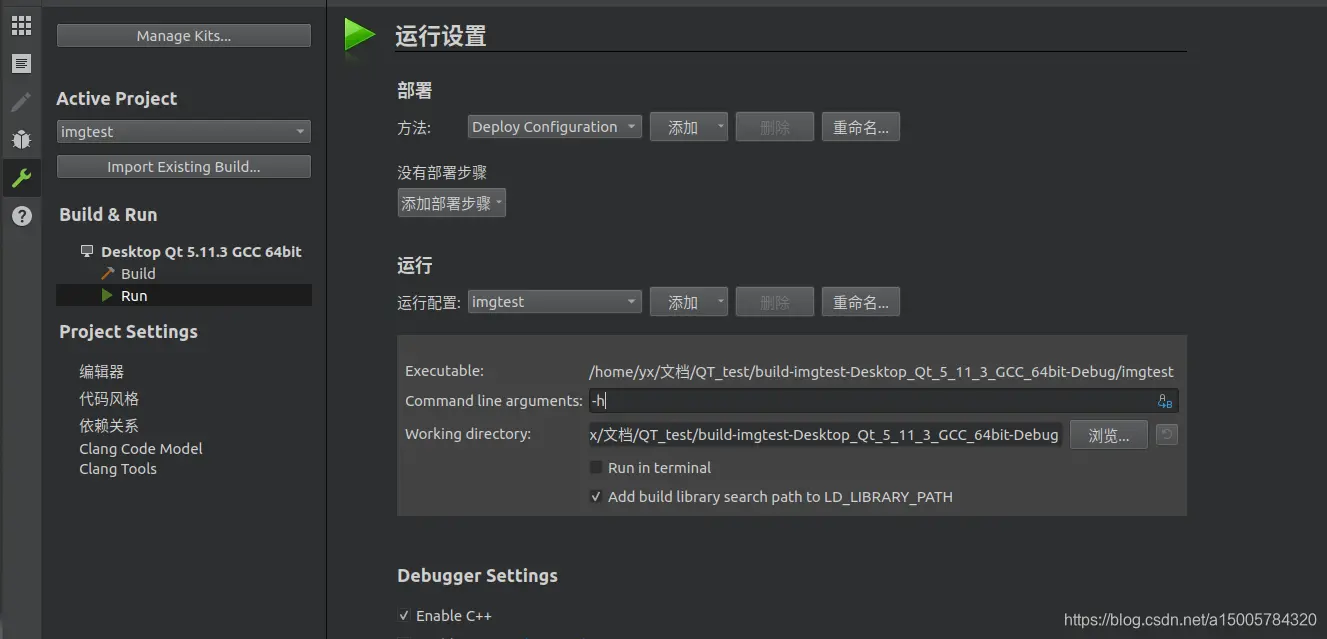 Manage Kits...
Active Project
imgtest
Import Existing Build...
Build & Run
Desktop Qt 5.11.3 GCC 64bit
Build
Run
Project Settings
编辑器
代码风格
依赖关系
Clang Code Model
Clang Tools
运行设置
部署
方法: Deploy Configuration 添加 删除 重命名...
没有部署步骤
添加部署步骤
运行
运行配置: imgtest 添加 删除 重命名...
Executable: /home/yx/文档/QT_test/build-imgtest-Desktop_Qt_5_11_3_GCC_64bit-Debug/imgtest
Command line arguments: -h
Working directory: x/文档/QT_test/build-imgtest-Desktop_Qt_5_11_3_GCC_64bit-Debug 浏览...
Run in terminal
Add build library search path to LD_LIBRARY_PATH
Debugger Settings
Enable C++
https://blog.csdn.net/a15005784320